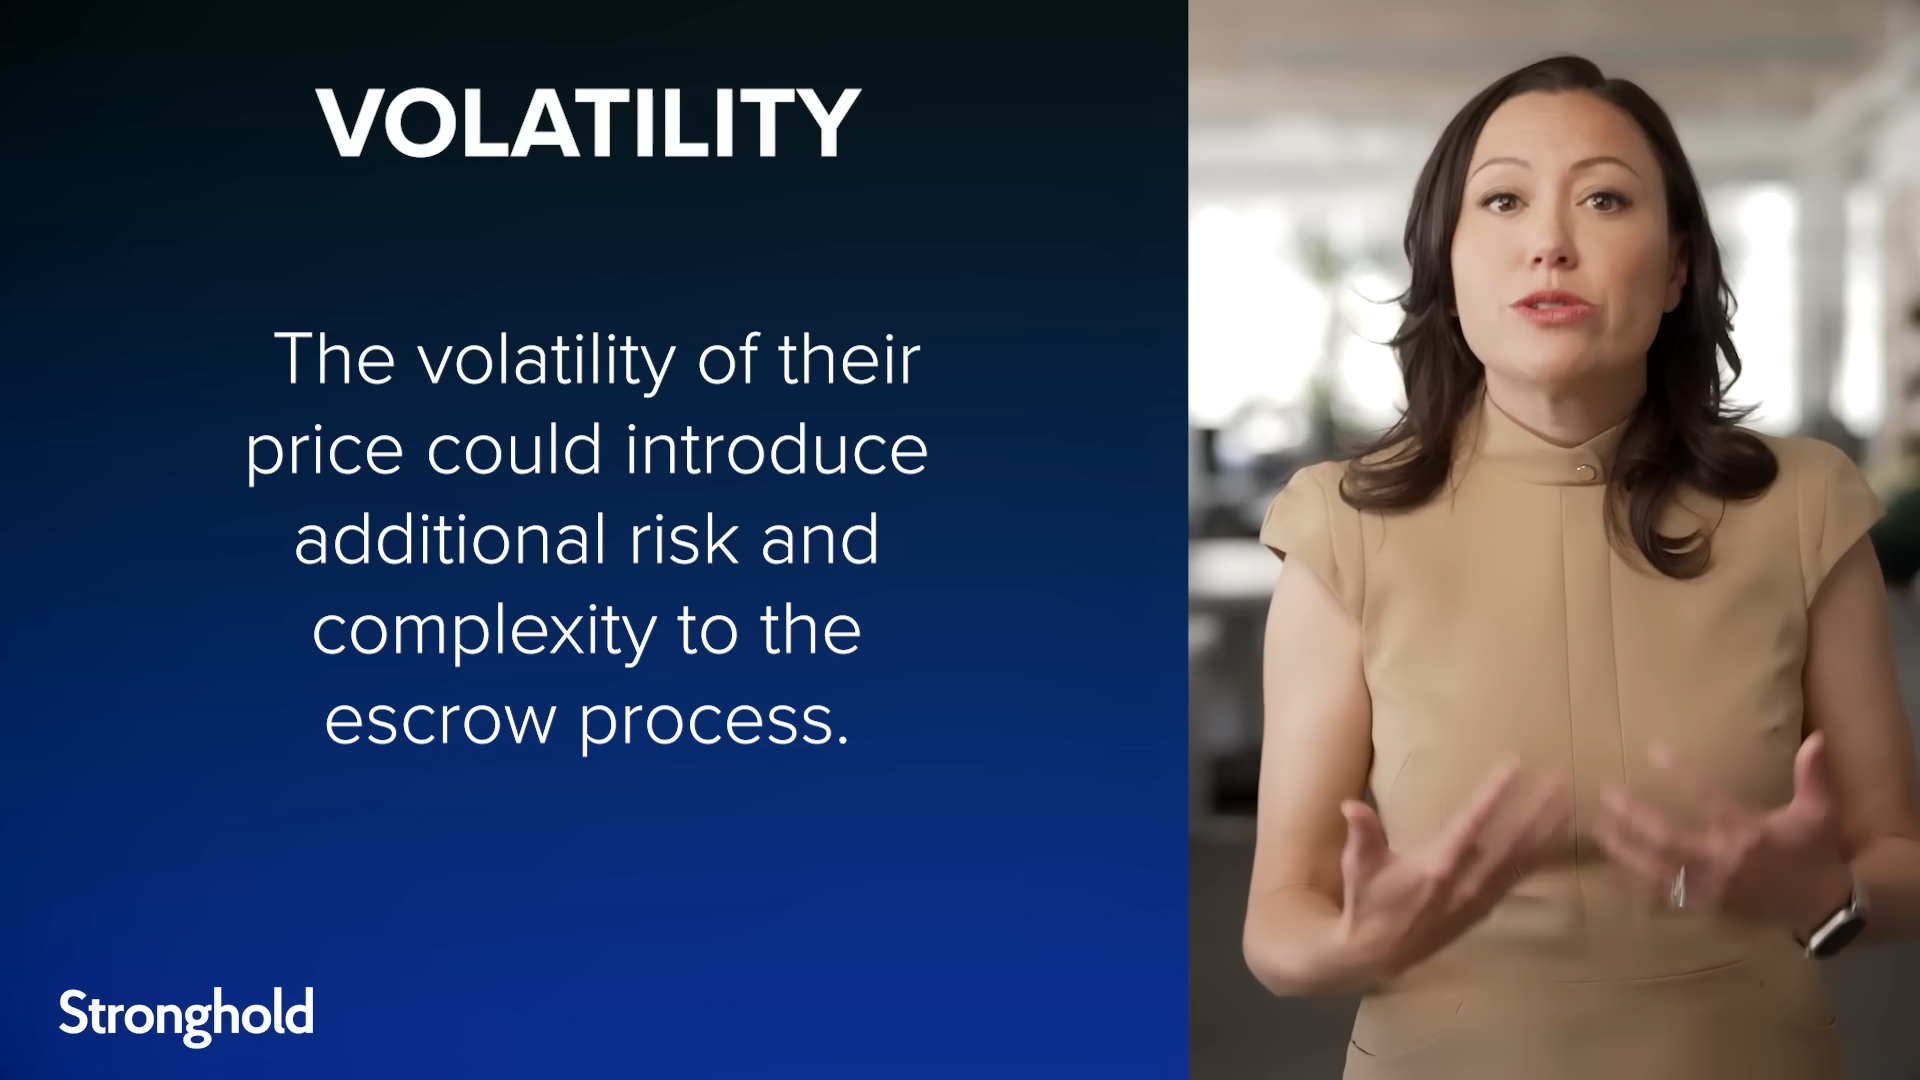 VOLATILITY
The volatility of their
price could introduce
additional risk and
complexity to the
escrow process.
Stronghold